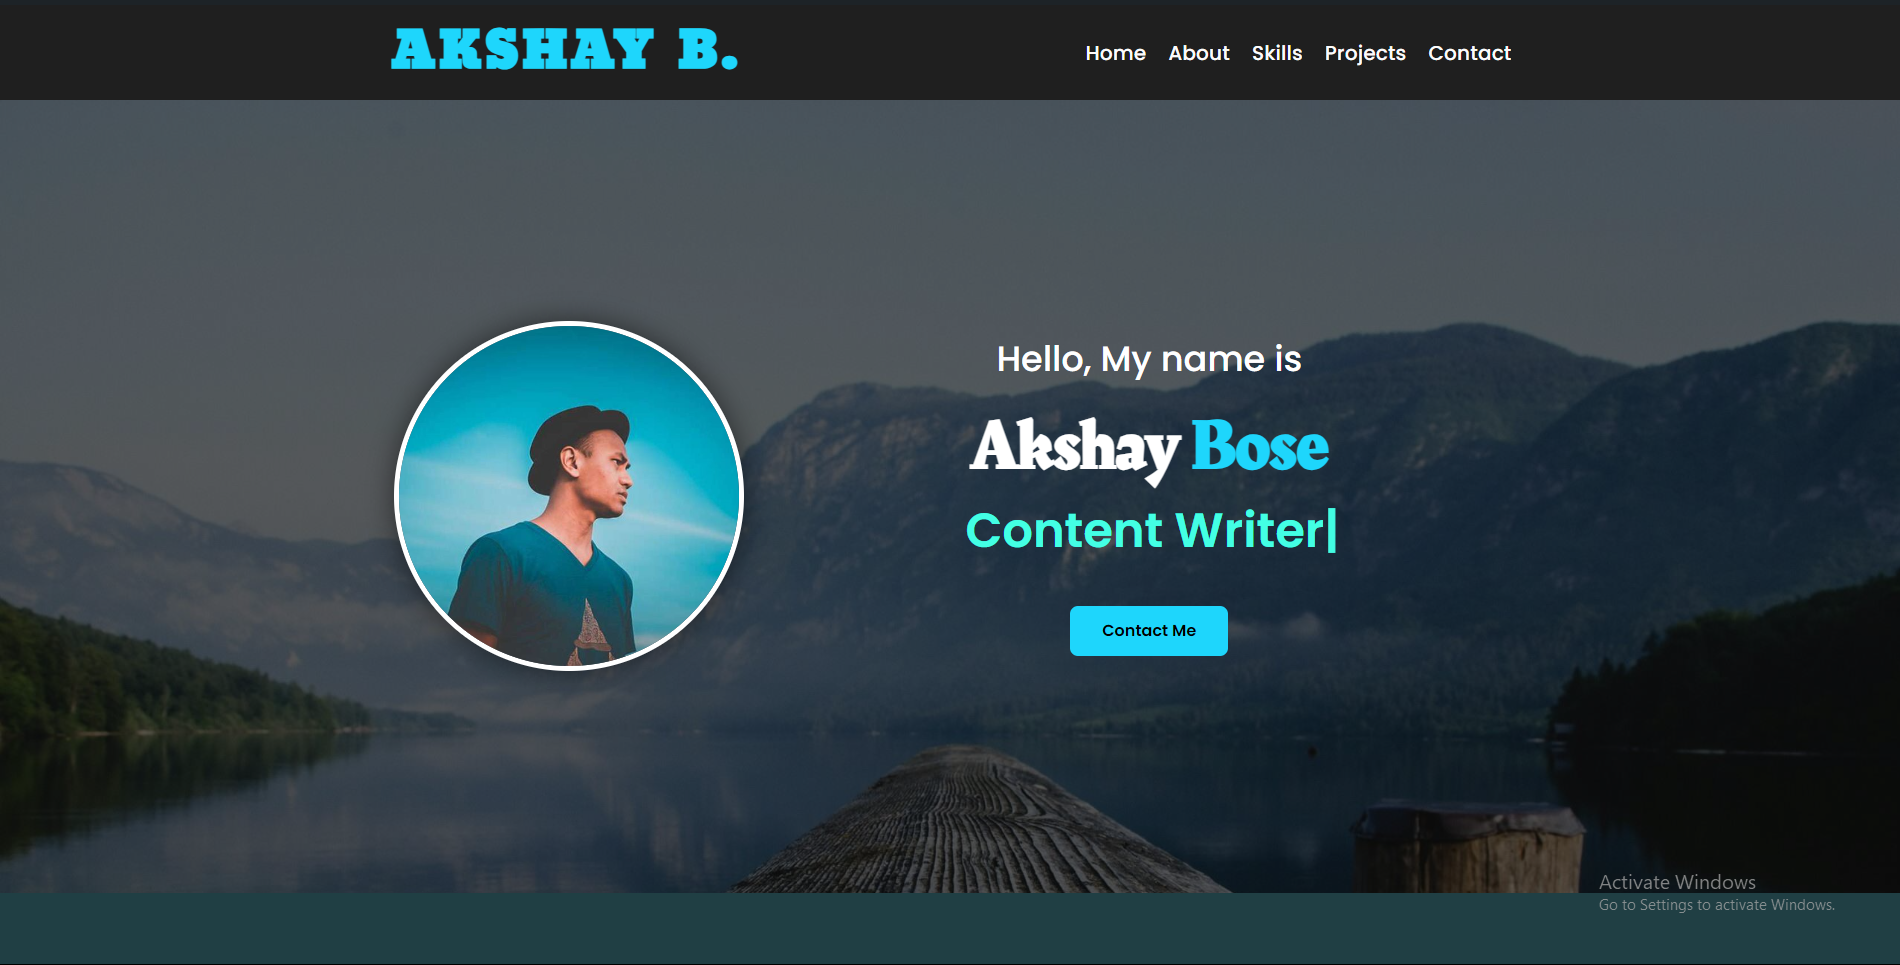 AKSHAY B.
Home About Skills Projects Contact
Hello, My name is
Akshay Bose
Content Writer|
Contact Me
Activate Windows
Go to Settings to activate Windows.